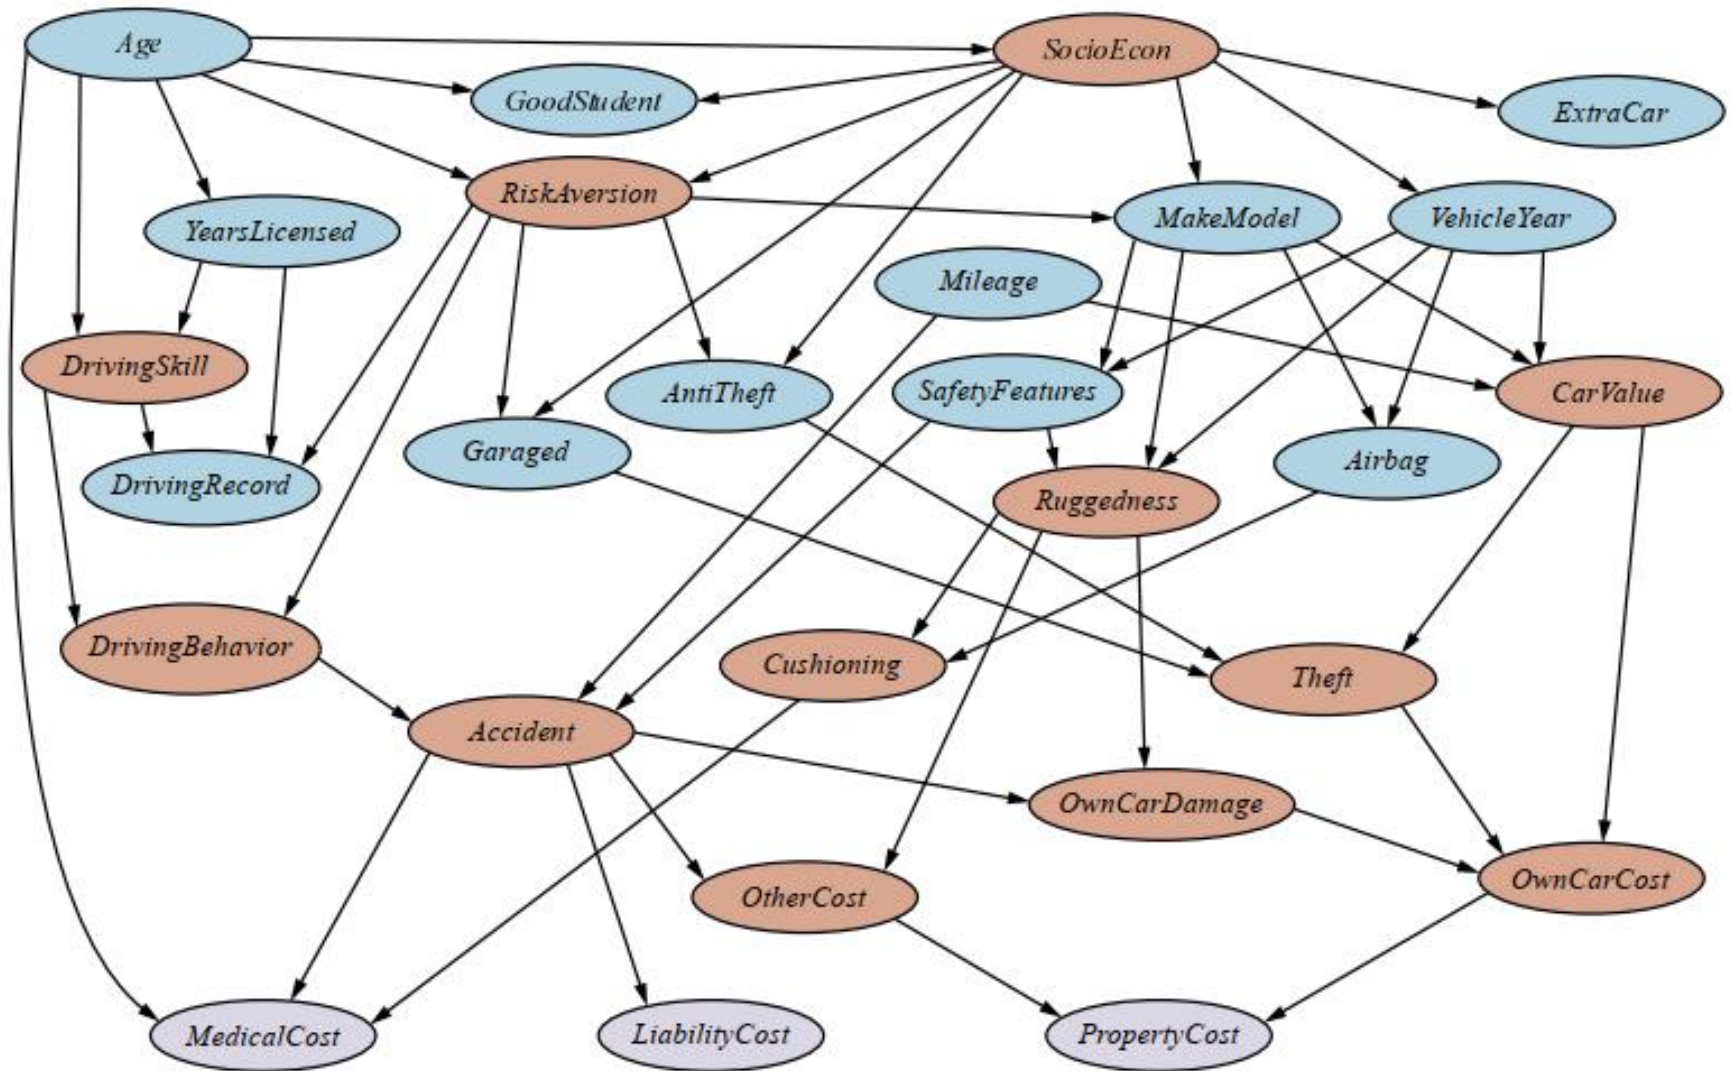 Age
SocioEcon
GoodStudent
ExtraCar
RiskAversion
YearsLicensed
MakeModel
VehicleYear
Mileage
DrivingSkill
AntiTheft
SafetyFeatures
CarValue
Garaged
Airbag
DrivingRecord
Ruggedness
DrivingBehavior
Cushioning
Theft
Accident
OwnCarDamage
OtherCost
OwnCarCost
MedicalCost
LiabilityCost
PropertyCost